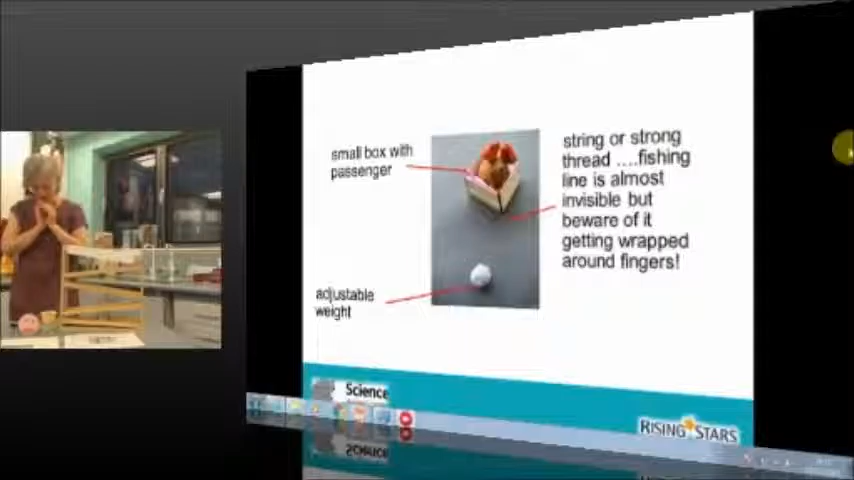 small box with
passenger
string or strong
thread ....fishing
line is almost
invisible but
beware of it
getting wrapped
around fingers!
adjustable
weight
Science
RISING STARS